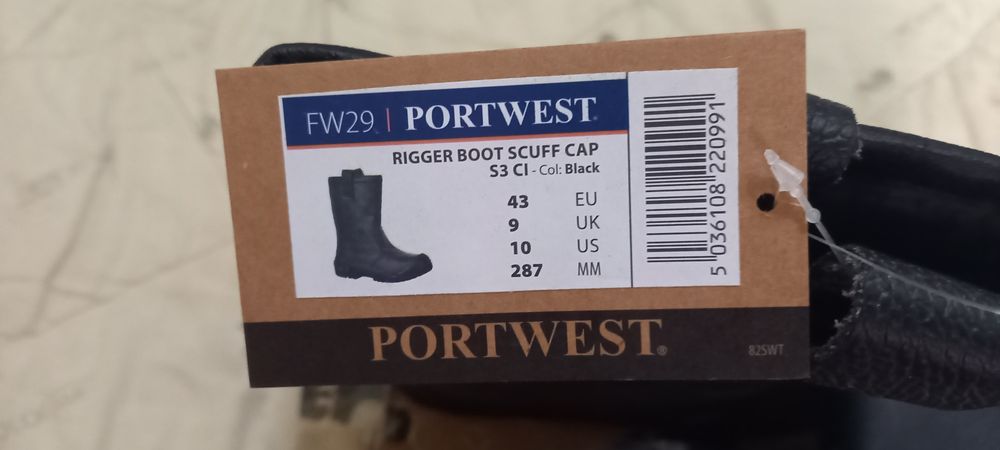 FW29 | PORTWEST®
RIGGER BOOT SCUFF CAP
S3 CI - Col: Black
43 EU
9 UK
10 US
287 MM
5 036108 220991
PORTWEST®
82SWT